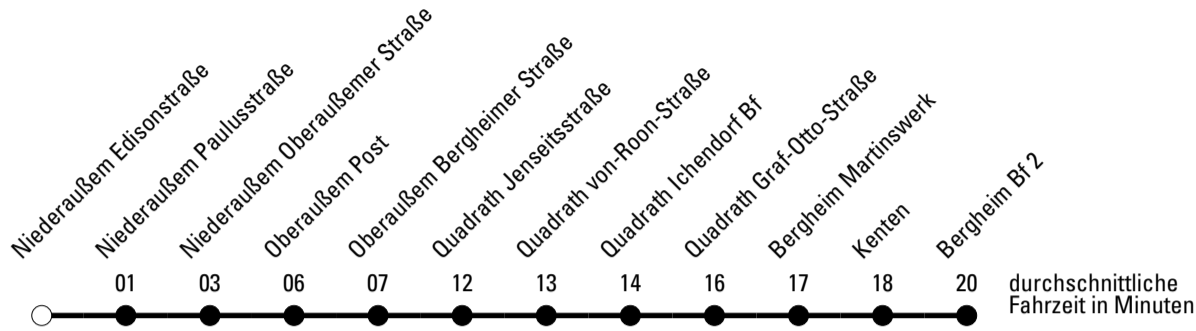 Niederaußem Edisonstraße
Niederaußem Paulusstraße
Niederaußem Oberaußemer Straße
Oberaußem Post
Oberaußem Bergheimer Straße
Quadrath Jenseitsstraße
Quadrath von-Roon-Straße
Quadrath Ichendorf Bf
Quadrath Graf-Otto-Straße
Bergheim Martinswerk
Kenten
Bergheim Bf 2
01 03 06 07 12 13 14 16 17 18 20
durchschnittliche
Fahrzeit in Minuten